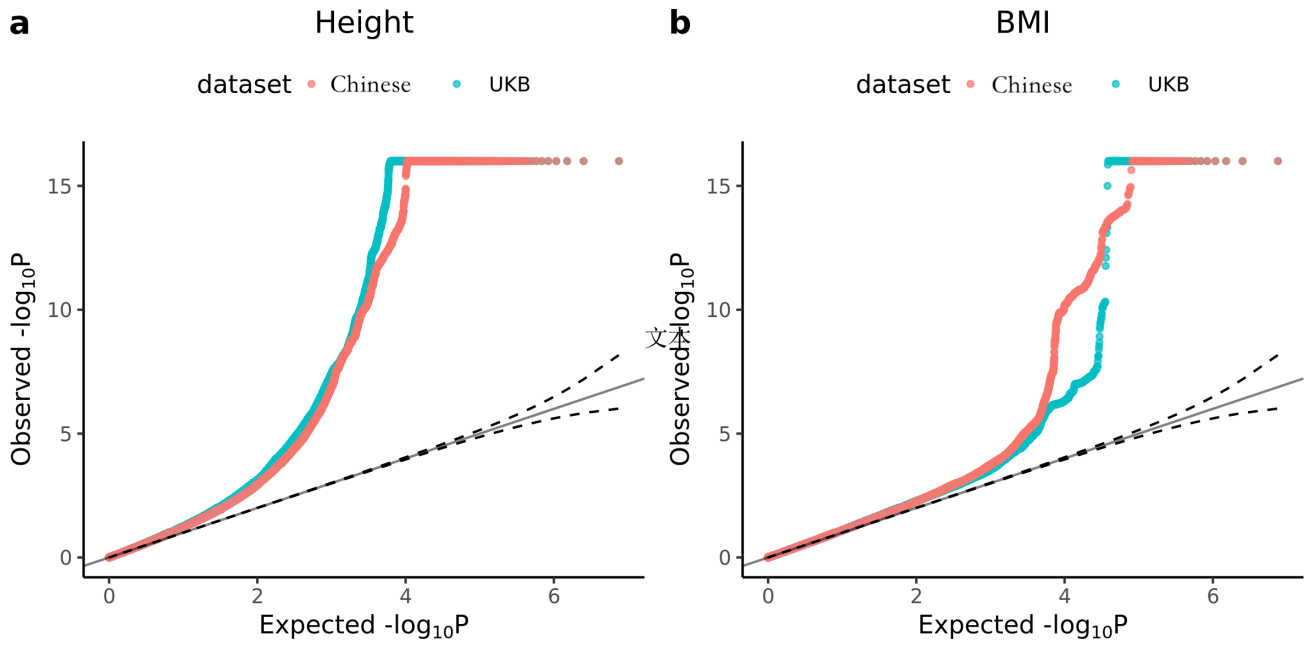 a
Height
dataset Chinese UKB
15
10
5
0
0 2 4 6
Observed -log₁₀P
Expected -log₁₀P
文本
b
BMI
dataset Chinese UKB
15
10
5
0
0 2 4 6
Observed -log₁₀P
Expected -log₁₀P